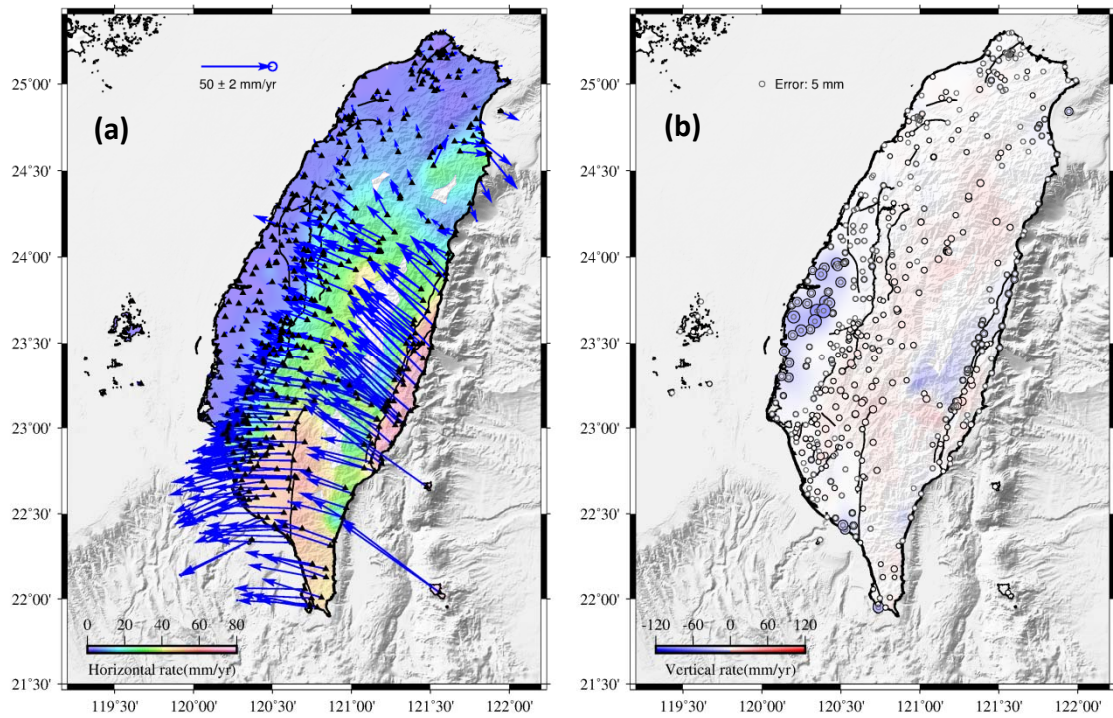 (a)
50 ± 2 mm/yr
25°00'
24°30'
24°00'
23°30'
23°00'
22°30'
22°00'
21°30'
0 20 40 60 80
Horizontal rate(mm/yr)
119°30' 120°00' 120°30' 121°00' 121°30' 122°00'
(b)
Error: 5 mm
25°00'
24°30'
24°00'
23°30'
23°00'
22°30'
22°00'
21°30'
-120 -60 0 60 120
Vertical rate(mm/yr)
119°30' 120°00' 120°30' 121°00' 121°30' 122°00'